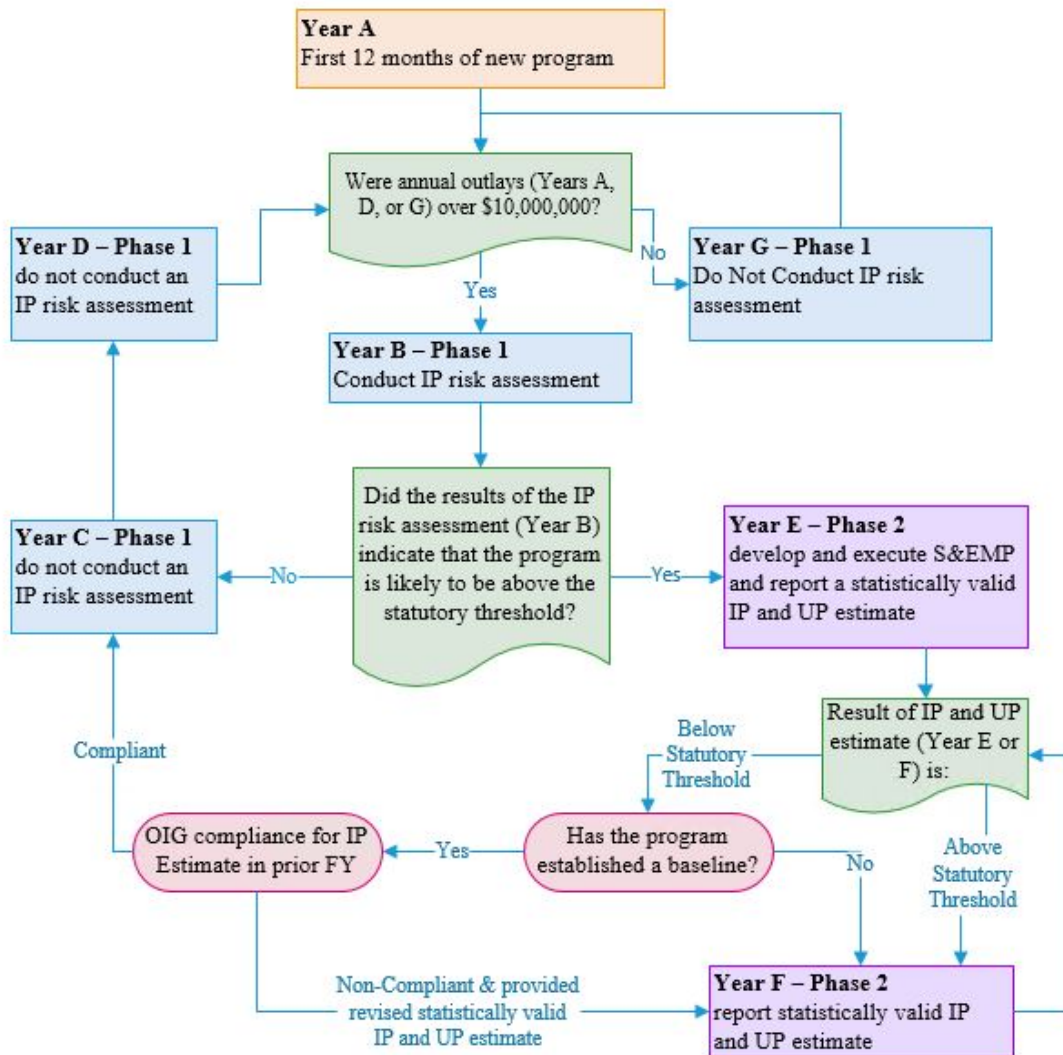 Year A
First 12 months of new program
Were annual outlays (Years A,
D, or G) over $10,000,000?
Year D – Phase 1
do not conduct an
IP risk assessment
No
Year G – Phase 1
Do Not Conduct IP risk
assessment
Yes
Year B – Phase 1
Conduct IP risk assessment
Did the results of the IP
risk assessment (Year B)
indicate that the program
is likely to be above the
statutory threshold?
Year C – Phase 1
do not conduct an
IP risk assessment
No
Yes
Year E – Phase 2
develop and execute S&EMP
and report a statistically valid
IP and UP estimate
Result of IP and UP
estimate (Year E or
F) is:
Below
Statutory
Threshold
Compliant
OIG compliance for IP
Estimate in prior FY
Yes
Has the program
established a baseline?
No
Above
Statutory
Threshold
Non-Compliant & provided
revised statistically valid
IP and UP estimate
Year F – Phase 2
report statistically valid IP
and UP estimate